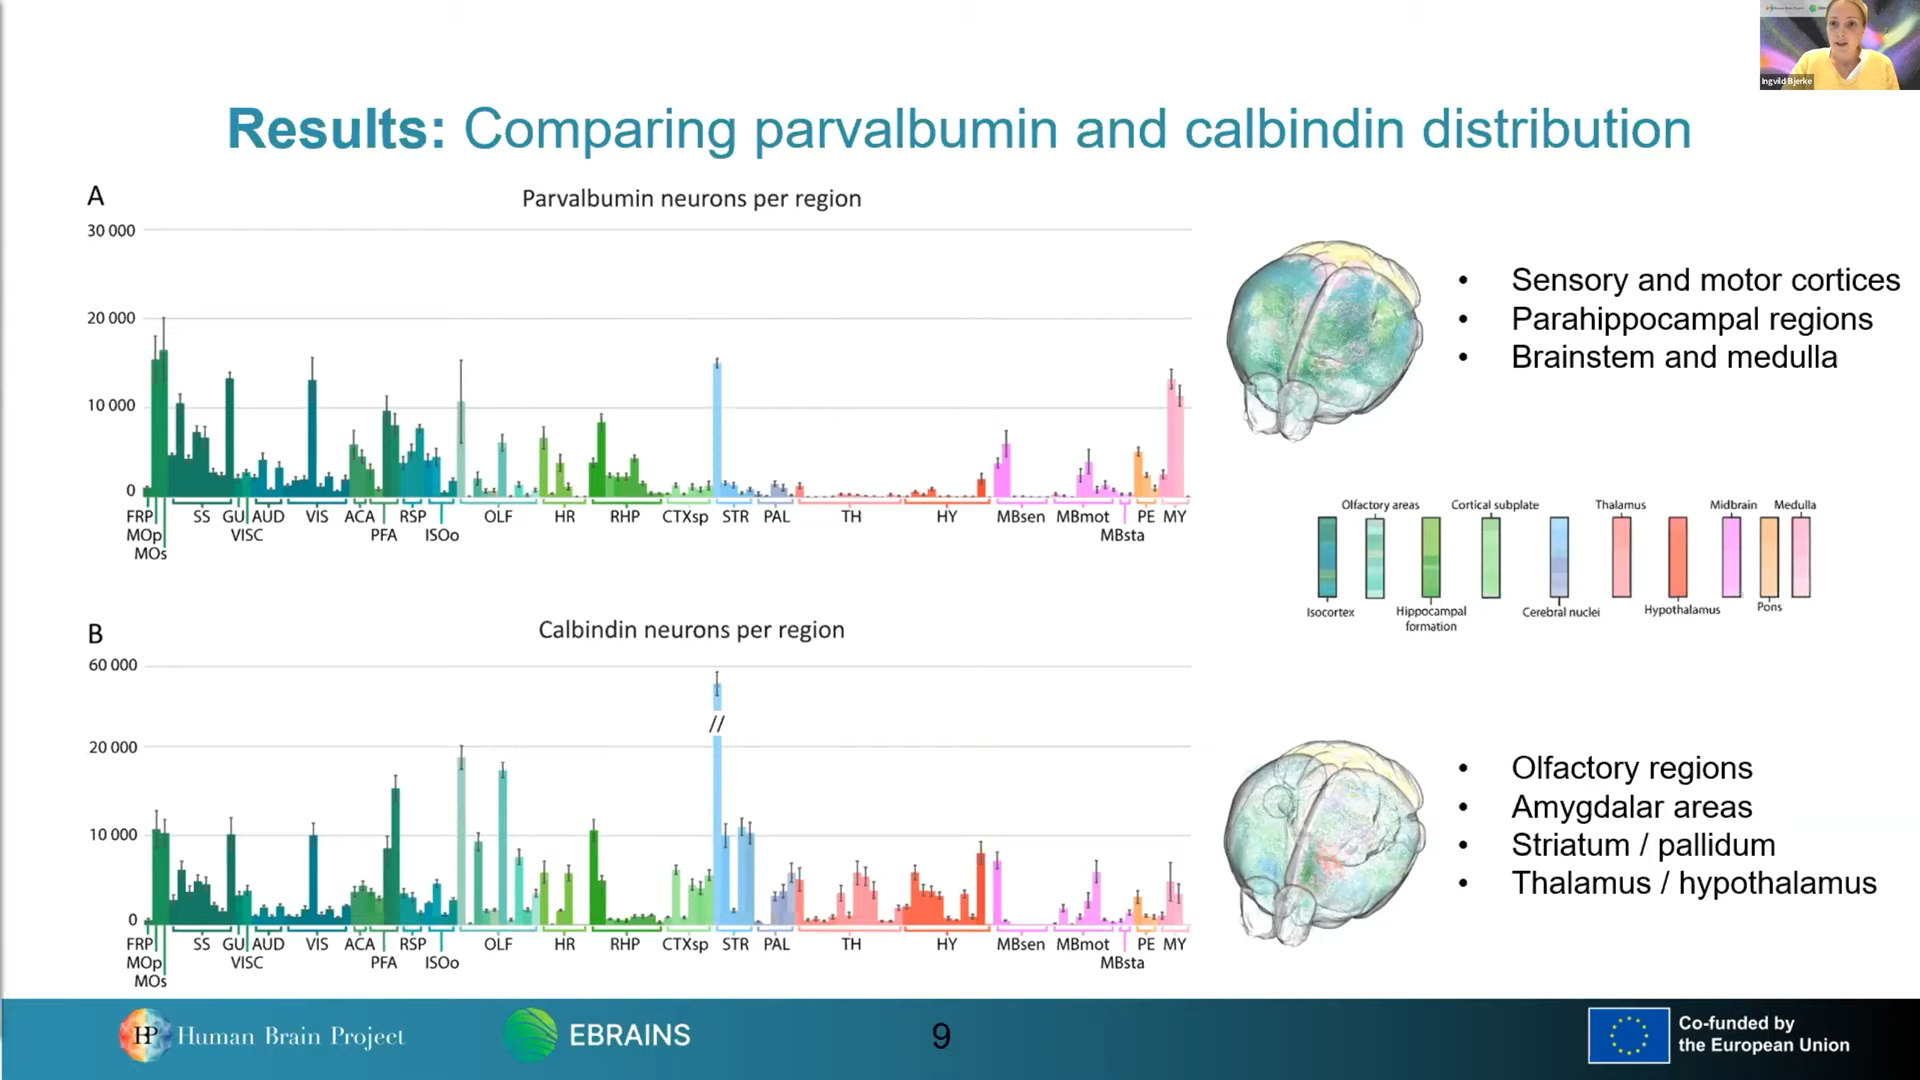 Ingvild Bjerke
Results: Comparing parvalbumin and calbindin distribution
A
Parvalbumin neurons per region
30 000
20 000
10 000
0
FRP SS GU AUD VIS ACA RSP OLF HR RHP CTXsp STR PAL TH HY MBsen MBmot PE MY
MOp VISC PFA ISOo MBsta
MOs
• Sensory and motor cortices
• Parahippocampal regions
• Brainstem and medulla
Olfactory areas Cortical subplate Thalamus Midbrain Medulla
Isocortex Hippocampal formation Cerebral nuclei Hypothalamus Pons
B
Calbindin neurons per region
60 000
//
20 000
10 000
0
FRP SS GU AUD VIS ACA RSP OLF HR RHP CTXsp STR PAL TH HY MBsen MBmot PE MY
MOp VISC PFA ISOo MBsta
MOs
• Olfactory regions
• Amygdalar areas
• Striatum / pallidum
• Thalamus / hypothalamus
HP Human Brain Project
EBRAINS
9
Co-funded by
the European Union